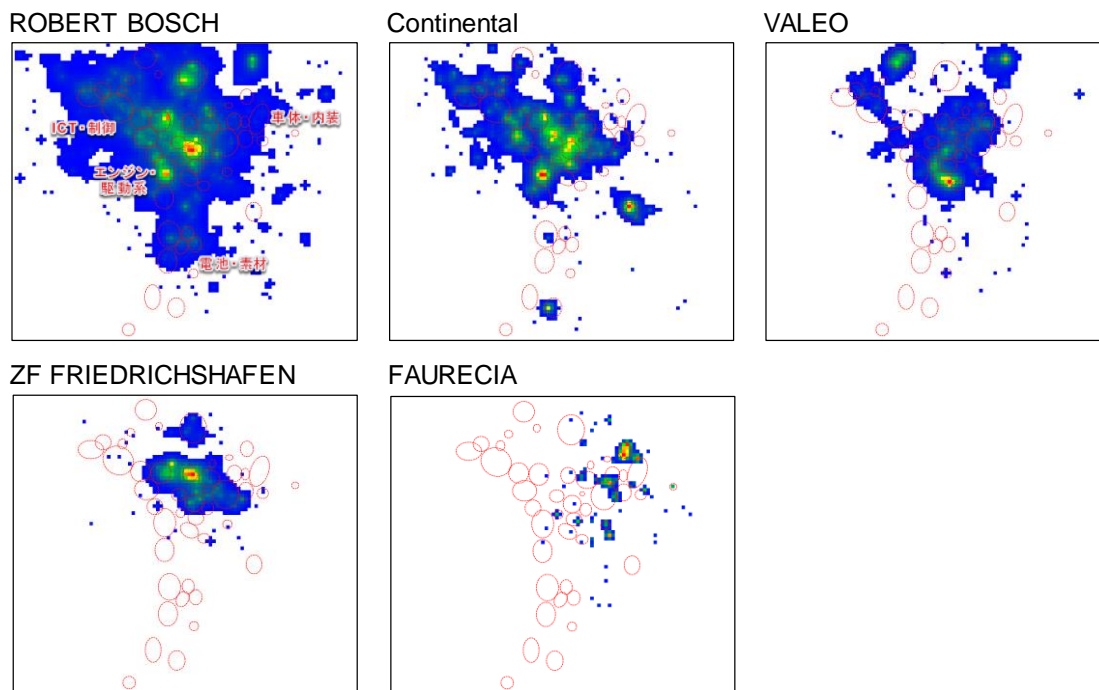 ROBERT BOSCH
Continental
VALEO
ICT・制御
車体・内装
エンジン・
駆動系
電池・素材
ZF FRIEDRICHSHAFEN
FAURECIA